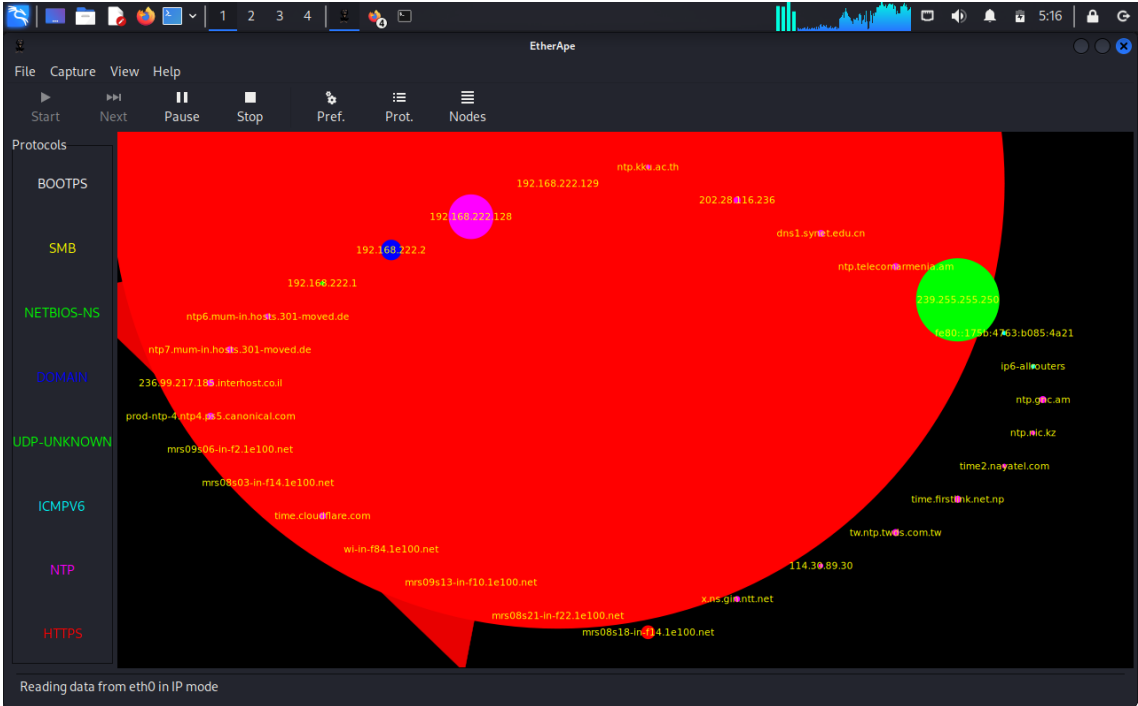 1 2 3 4
4
5:16
EtherApe
File Capture View Help
Start Next Pause Stop Pref. Prot. Nodes
Protocols
BOOTPS
SMB
NETBIOS-NS
DOMAIN
UDP-UNKNOWN
ICMPV6
NTP
HTTPS
ntp.kku.ac.th
192.168.222.129
202.28.116.236
192.168.222.128
dns1.synet.edu.cn
192.168.222.2
ntp.telecomarmenia.am
192.168.222.1
239.255.255.250
ntp6.mum-in.hosts.301-moved.de
fe80::175b:4763:b085:4a21
ntp7.mum-in.hosts.301-moved.de
ip6-allrouters
236.99.217.185.interhost.co.il
ntp.gnc.am
prod-ntp-4.ntp4.ps5.canonical.com
ntp.nic.kz
mrs09s06-in-f2.1e100.net
time2.nayatel.com
mrs08s03-in-f14.1e100.net
time.firstlink.net.np
time.cloudflare.com
tw.ntp.twds.com.tw
wi-in-f84.1e100.net
114.30.89.30
mrs09s13-in-f10.1e100.net
x.ns.gin.ntt.net
mrs08s21-in-f22.1e100.net
mrs08s18-in-f14.1e100.net
Reading data from eth0 in IP mode